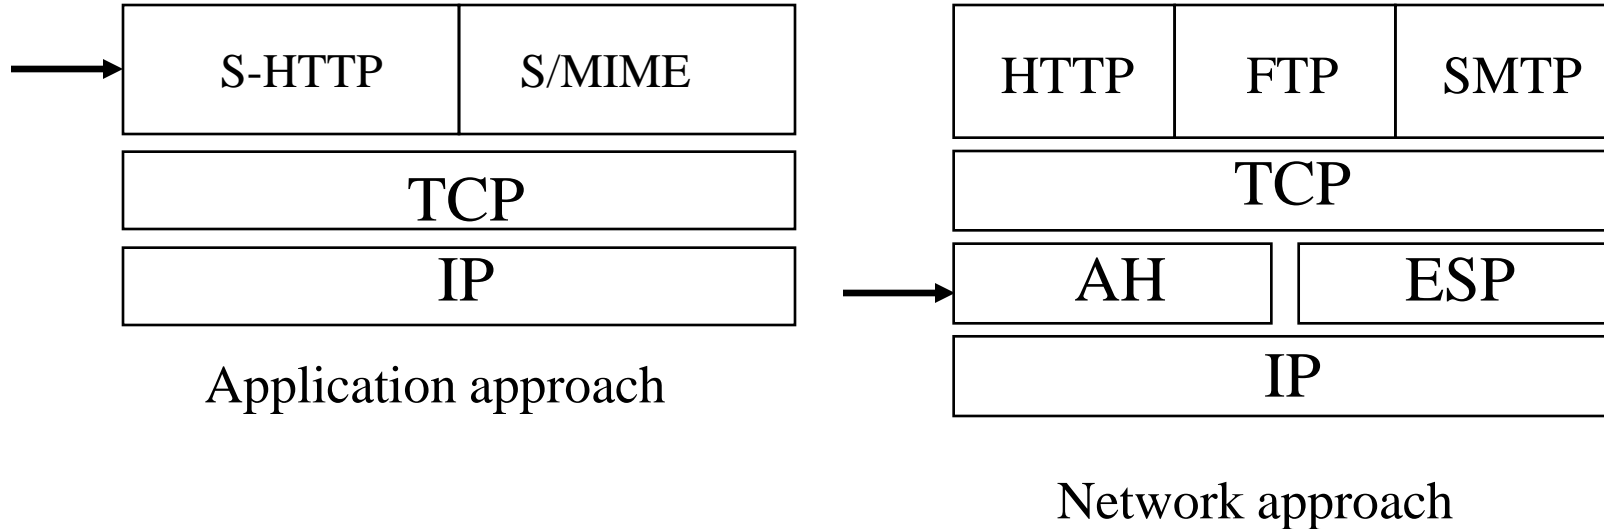 S-HTTP S/MIME
TCP
IP
Application approach
HTTP FTP SMTP
TCP
AH ESP
IP
Network approach